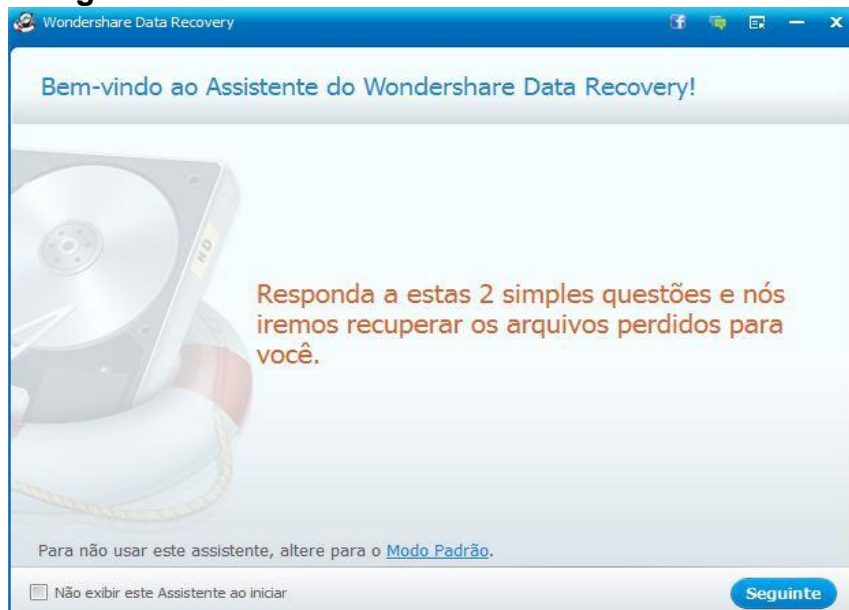 Wondershare Data Recovery
Bem-vindo ao Assistente do Wondershare Data Recovery!
HD
Responda a estas 2 simples questões e nós
iremos recuperar os arquivos perdidos para
você.
Para não usar este assistente, altere para o Modo Padrão.
Não exibir este Assistente ao iniciar
Seguinte